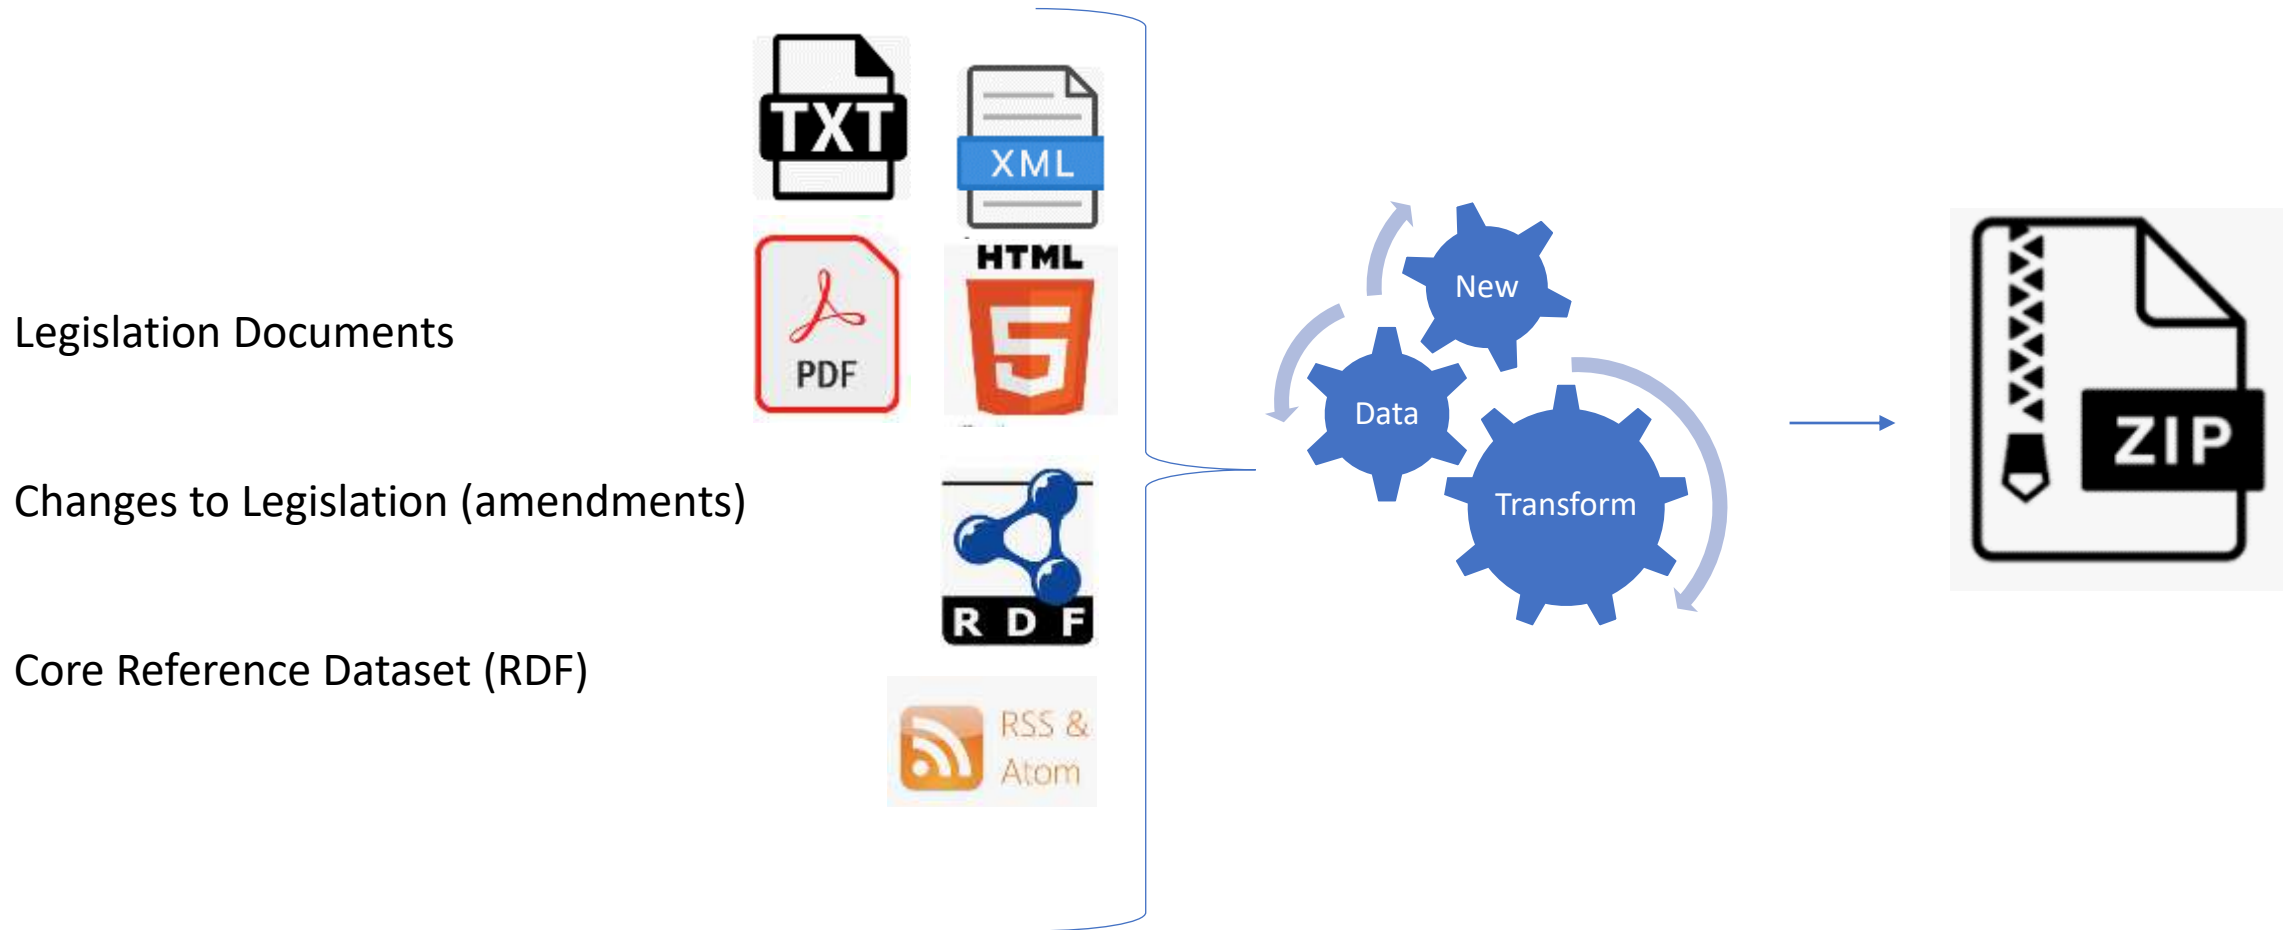 TXT
XML
HTML
PDF
Legislation Documents
Changes to Legislation (amendments)
RDF
Core Reference Dataset (RDF)
RSS &
Atom
New
Data
Transform
ZIP